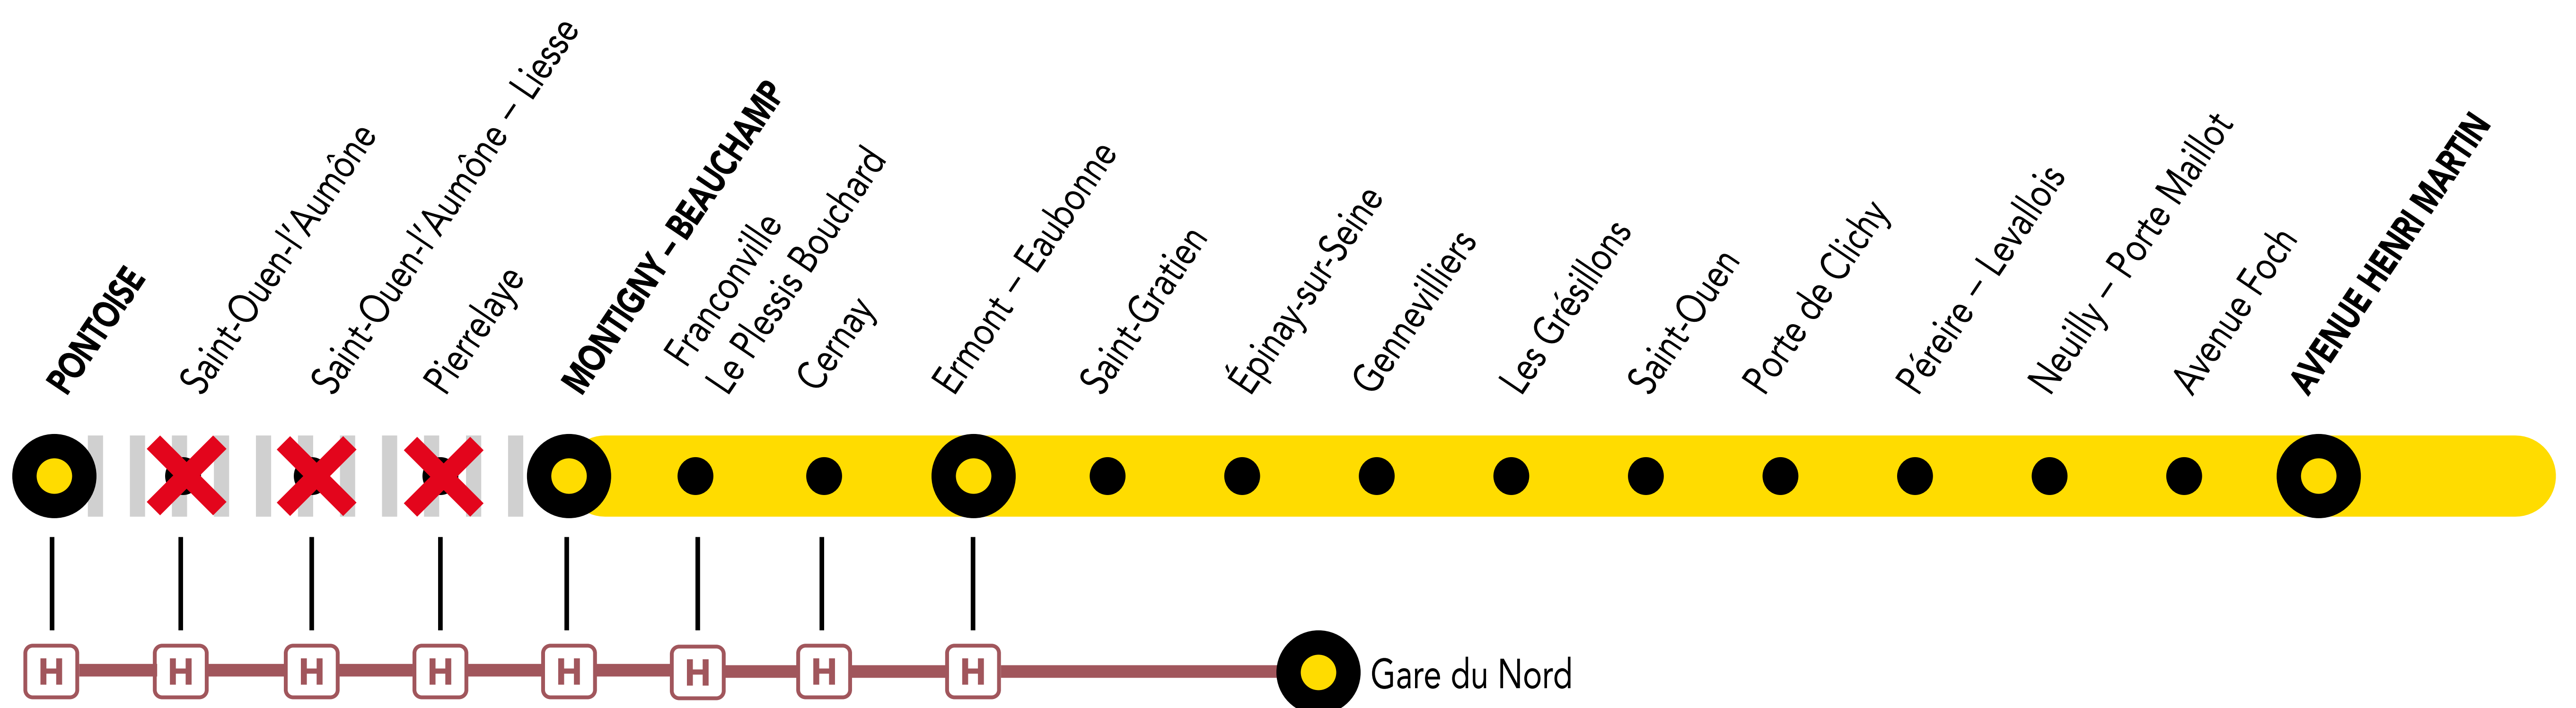 PONTOISE
Saint-Ouen-l'Aumône
Saint-Ouen-l'Aumône – Liesse
Pierrelaye
MONTIGNY – BEAUCHAMP
Franconville
Le Plessis Bouchard
Cernay
Ermont – Eaubonne
Saint-Gratien
Épinay-sur-Seine
Gennevilliers
Les Grésillons
Saint-Ouen
Porte de Clichy
Péreire – Levallois
Neuilly – Porte Maillot
Avenue Foch
AVENUE HENRI MARTIN
H
H
H
H
H
H
H
H
Gare du Nord